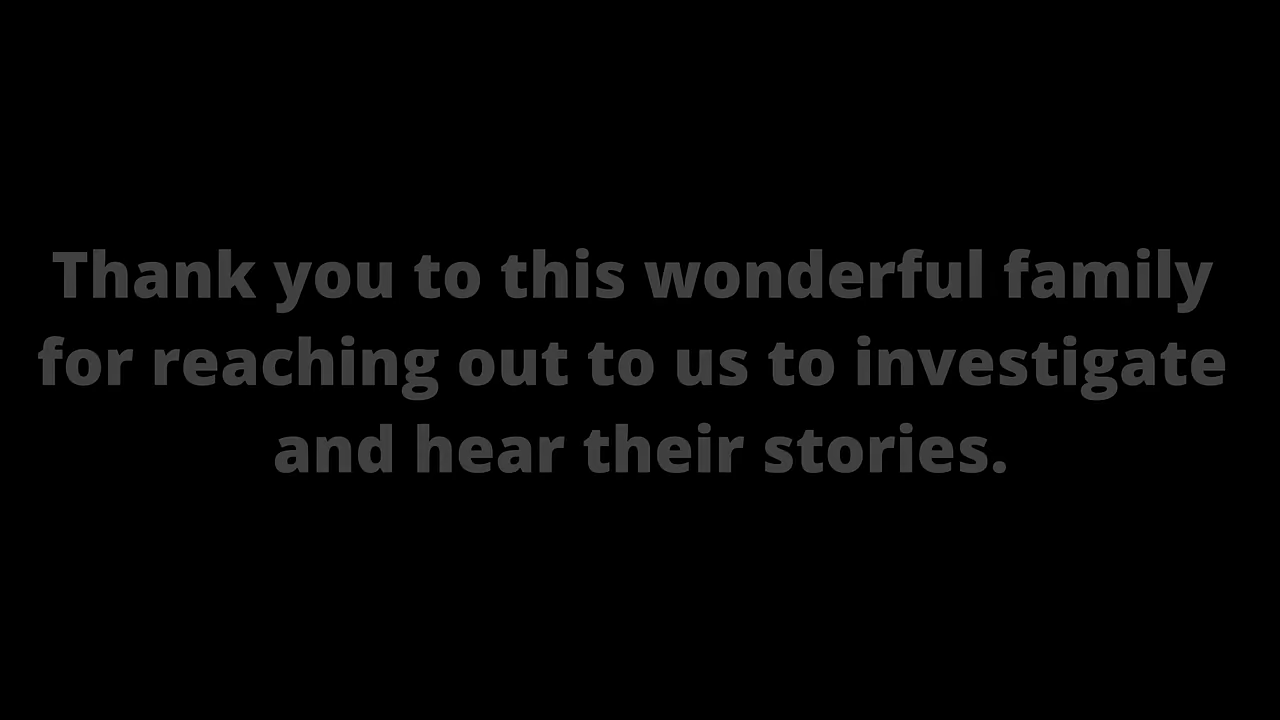 Thank you to this wonderful family
for reaching out to us to investigate
and hear their stories.